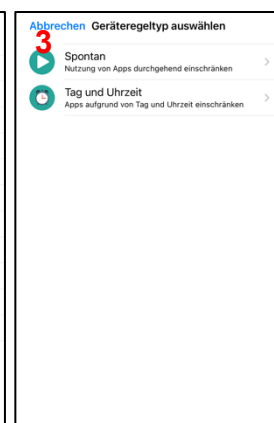 Abbrechen Geräteregeltyp auswählen
3
Spontan
Nutzung von Apps durchgehend einschränken
Tag und Uhrzeit
Apps aufgrund von Tag und Uhrzeit einschränken